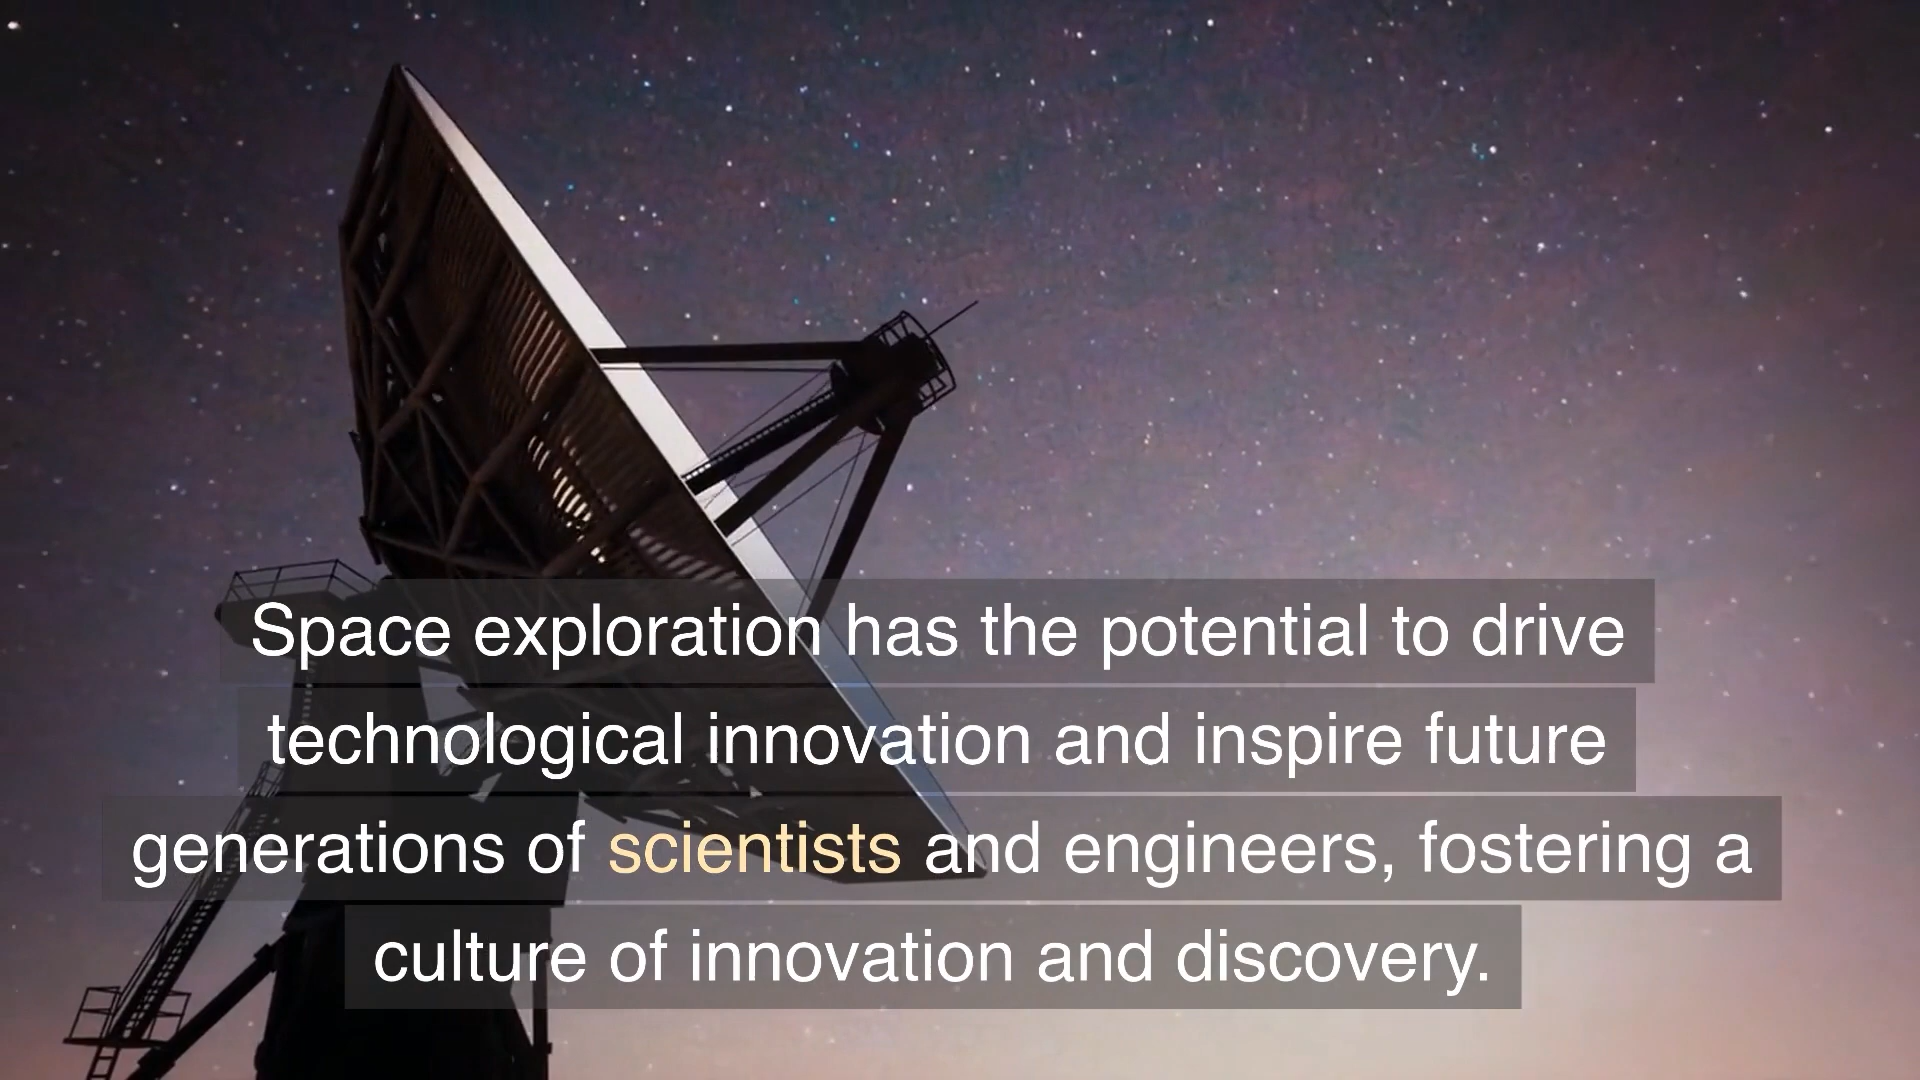 Space exploration has the potential to drive
technological innovation and inspire future
generations of scientists and engineers, fostering a
culture of innovation and discovery.